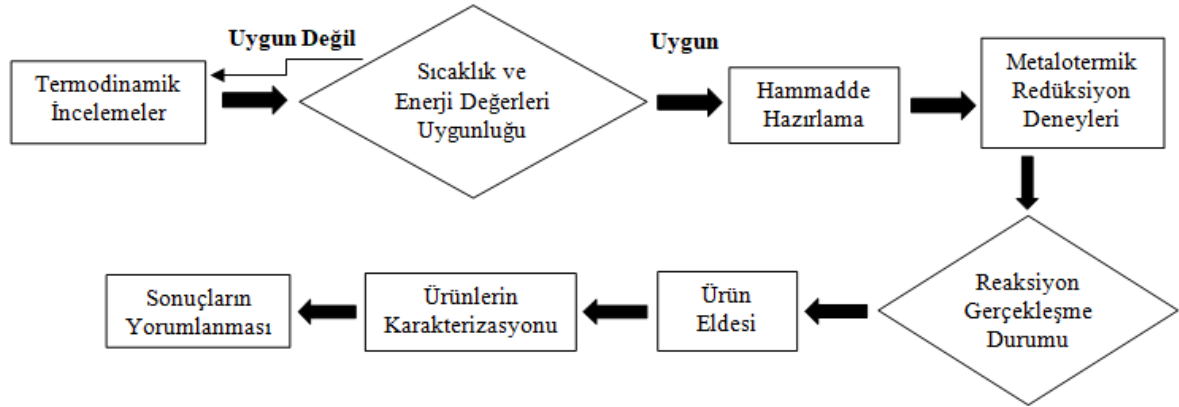 Uygun Değil
Termodinamik
İncelemeler
Sıcaklık ve
Enerji Değerleri
Uygunluğu
Uygun
Hammadde
Hazırlama
Metalotermik
Redüksiyon
Deneyleri
Reaksiyon
Gerçekleşme
Durumu
Ürün
Eldesi
Ürünlerin
Karakterizasyonu
Sonuçların
Yorumlanması